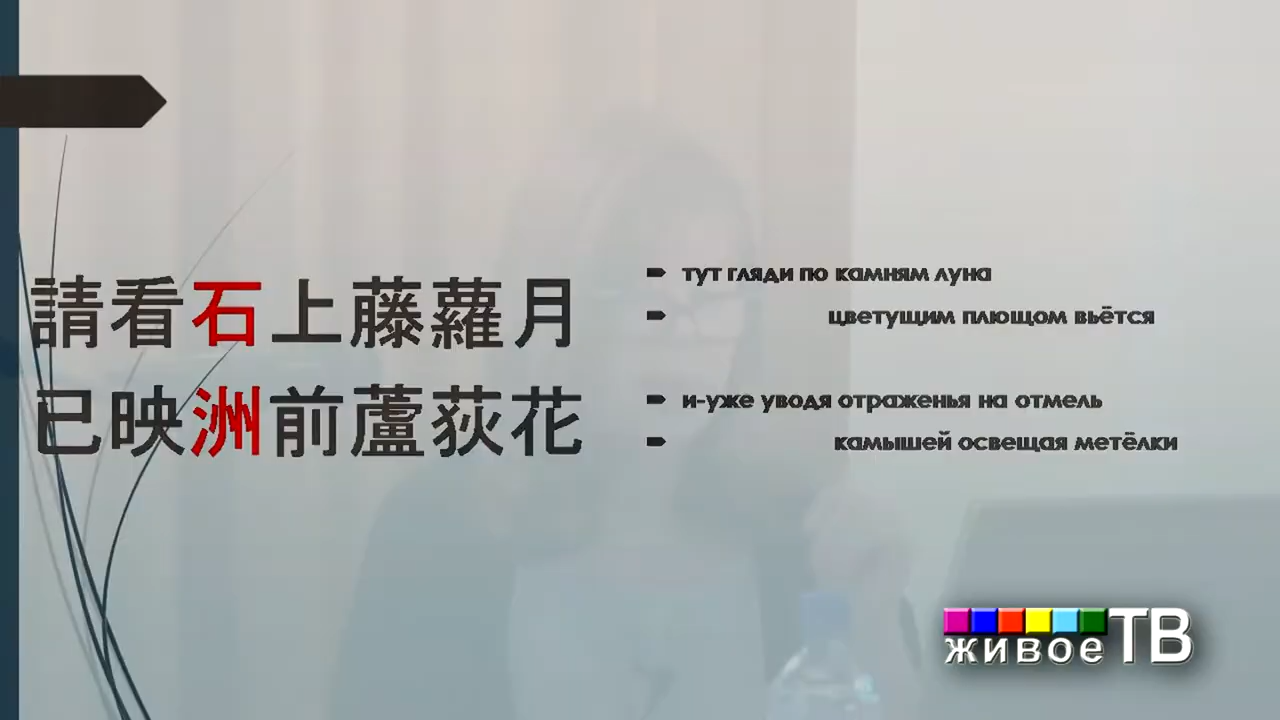 請看石上藤蘿月
已映洲前蘆荻花
тут гляди по камням луна
цветущим плющом вьётся
и-уже уводя отраженья на отмель
камышей освещая метёлки
живоеТВ